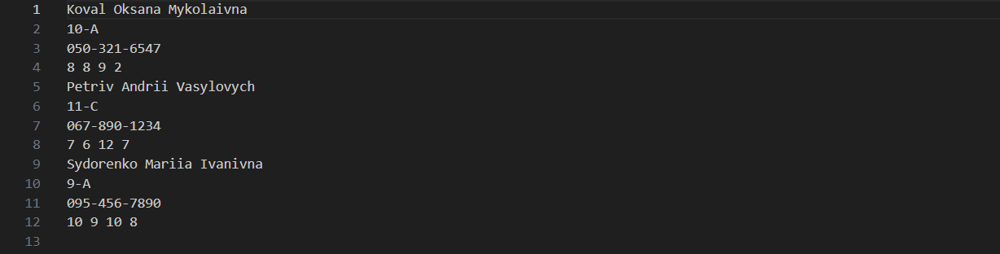 1 Koval Oksana Mykolaivna
2 10-A
3 050-321-6547
4 8 8 9 2
5 Petriv Andrii Vasylovych
6 11-C
7 067-890-1234
8 7 6 12 7
9 Sydorenko Mariia Ivanivna
10 9-A
11 095-456-7890
12 10 9 10 8
13